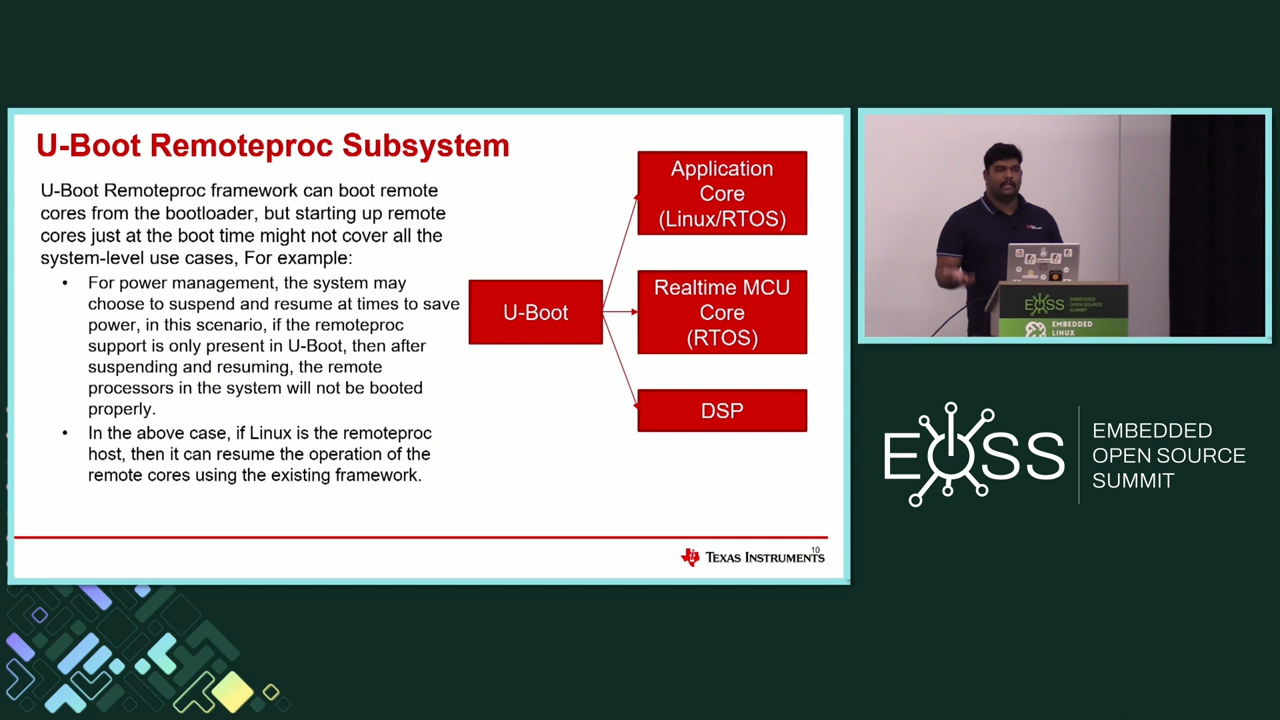 U-Boot Remoteproc Subsystem
U-Boot Remoteproc framework can boot remote
cores from the bootloader, but starting up remote
cores just at the boot time might not cover all the
system-level use cases, For example:
• For power management, the system may
choose to suspend and resume at times to save
power, in this scenario, if the remoteproc
support is only present in U-Boot, then after
suspending and resuming, the remote
processors in the system will not be booted
properly.
• In the above case, if Linux is the remoteproc
host, then it can resume the operation of the
remote cores using the existing framework.
U-Boot
Application
Core
(Linux/RTOS)
Realtime MCU
Core
(RTOS)
DSP
10
TEXAS INSTRUMENTS
EMBEDDED
OPEN SOURCE
SUMMIT
EMBEDDED
LINUX
EOSS
EMBEDDED
OPEN SOURCE
SUMMIT